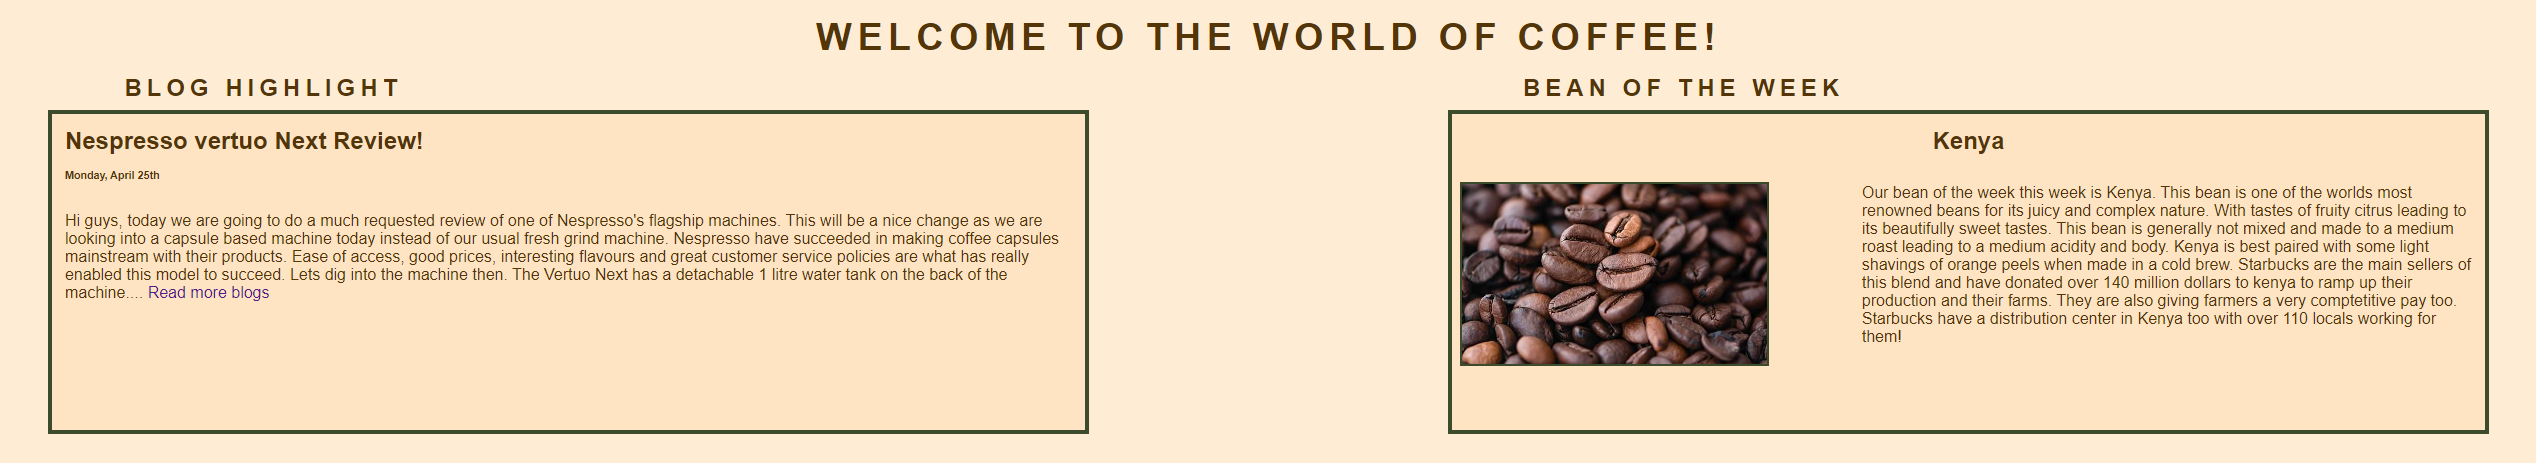 WELCOME TO THE WORLD OF COFFEE!
BLOG HIGHLIGHT
Nespresso vertuo Next Review!
Monday, April 25th
Hi guys, today we are going to do a much requested review of one of Nespresso's flagship machines. This will be a nice change as we are
looking into a capsule based machine today instead of our usual fresh grind machine. Nespresso have succeeded in making coffee capsules
mainstream with their products. Ease of access, good prices, interesting flavours and great customer service policies are what has really
enabled this model to succeed. Lets dig into the machine then. The Vertuo Next has a detachable 1 litre water tank on the back of the
machine.... Read more blogs
BEAN OF THE WEEK
Kenya
Our bean of the week this week is Kenya. This bean is one of the worlds most
renowned beans for its juicy and complex nature. With tastes of fruity citrus leading to
its beautifully sweet tastes. This bean is generally not mixed and made to a medium
roast leading to a medium acidity and body. Kenya is best paired with some light
shavings of orange peels when made in a cold brew. Starbucks are the main sellers of
this blend and have donated over 140 million dollars to kenya to ramp up their
production and their farms. They are also giving farmers a very comptetitive pay too.
Starbucks have a distribution center in Kenya too with over 110 locals working for
them!